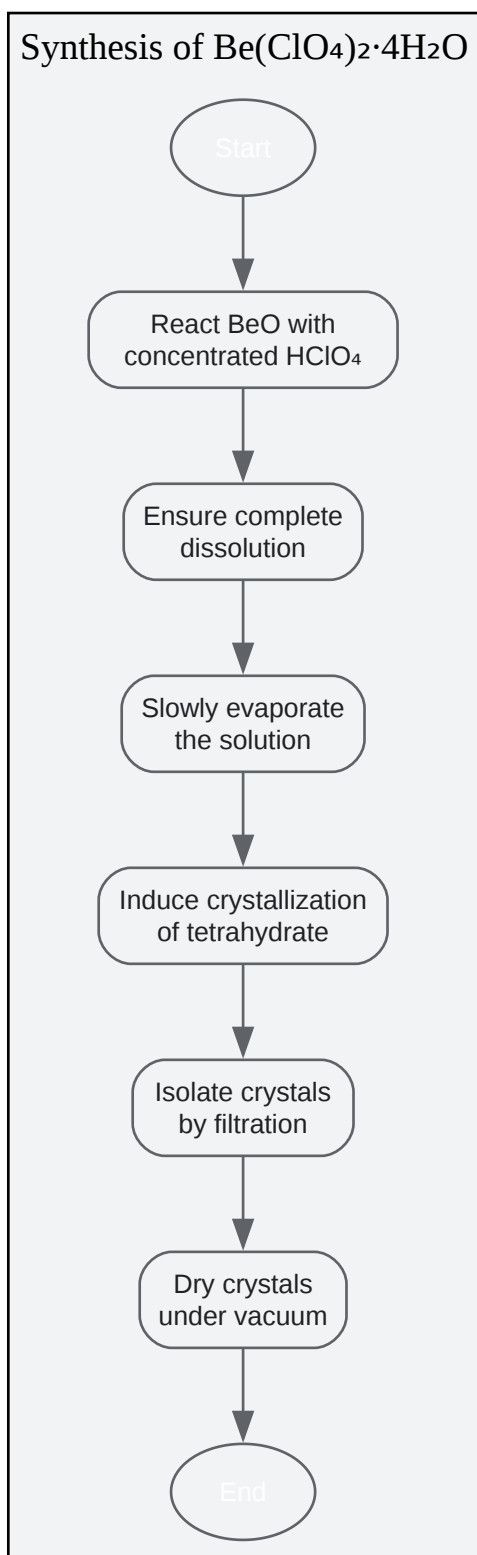 Synthesis of Be(ClO₄)₂·4H₂O
Start
React BeO with
concentrated HClO₄
Ensure complete
dissolution
Slowly evaporate
the solution
Induce crystallization
of tetrahydrate
Isolate crystals
by filtration
Dry crystals
under vacuum
End